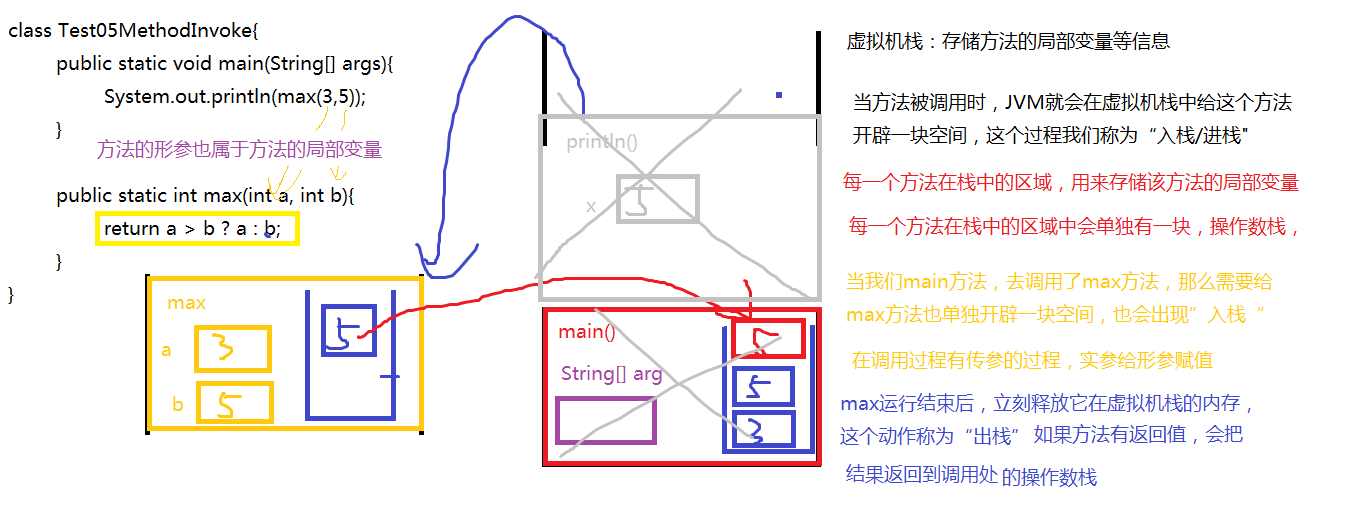 class Test05MethodInvoke{
public static void main(String[] args){
System.out.println(max(3,5));
}
方法的形参也属于方法的局部变量
public static int max(int a, int b){
return a > b ? a : b;
}
}
max
a
3
b
5
5
println()
x
5
main()
String[] arg
5
5
3
虚拟机栈：存储方法的局部变量等信息
当方法被调用时，JVM就会在虚拟机栈中给这个方法
开辟一块空间，这个过程我们称为“入栈/进栈"
每一个方法在栈中的区域，用来存储该方法的局部变量
每一个方法在栈中的区域中会单独有一块，操作数栈，
当我们main方法，去调用了max方法，那么需要给
max方法也单独开辟一块空间，也会出现”入栈“
在调用过程有传参的过程，实参给形参赋值
max运行结束后，立刻释放它在虚拟机栈的内存，
这个动作称为“出栈” 如果方法有返回值，会把
结果返回到调用处 的操作数栈